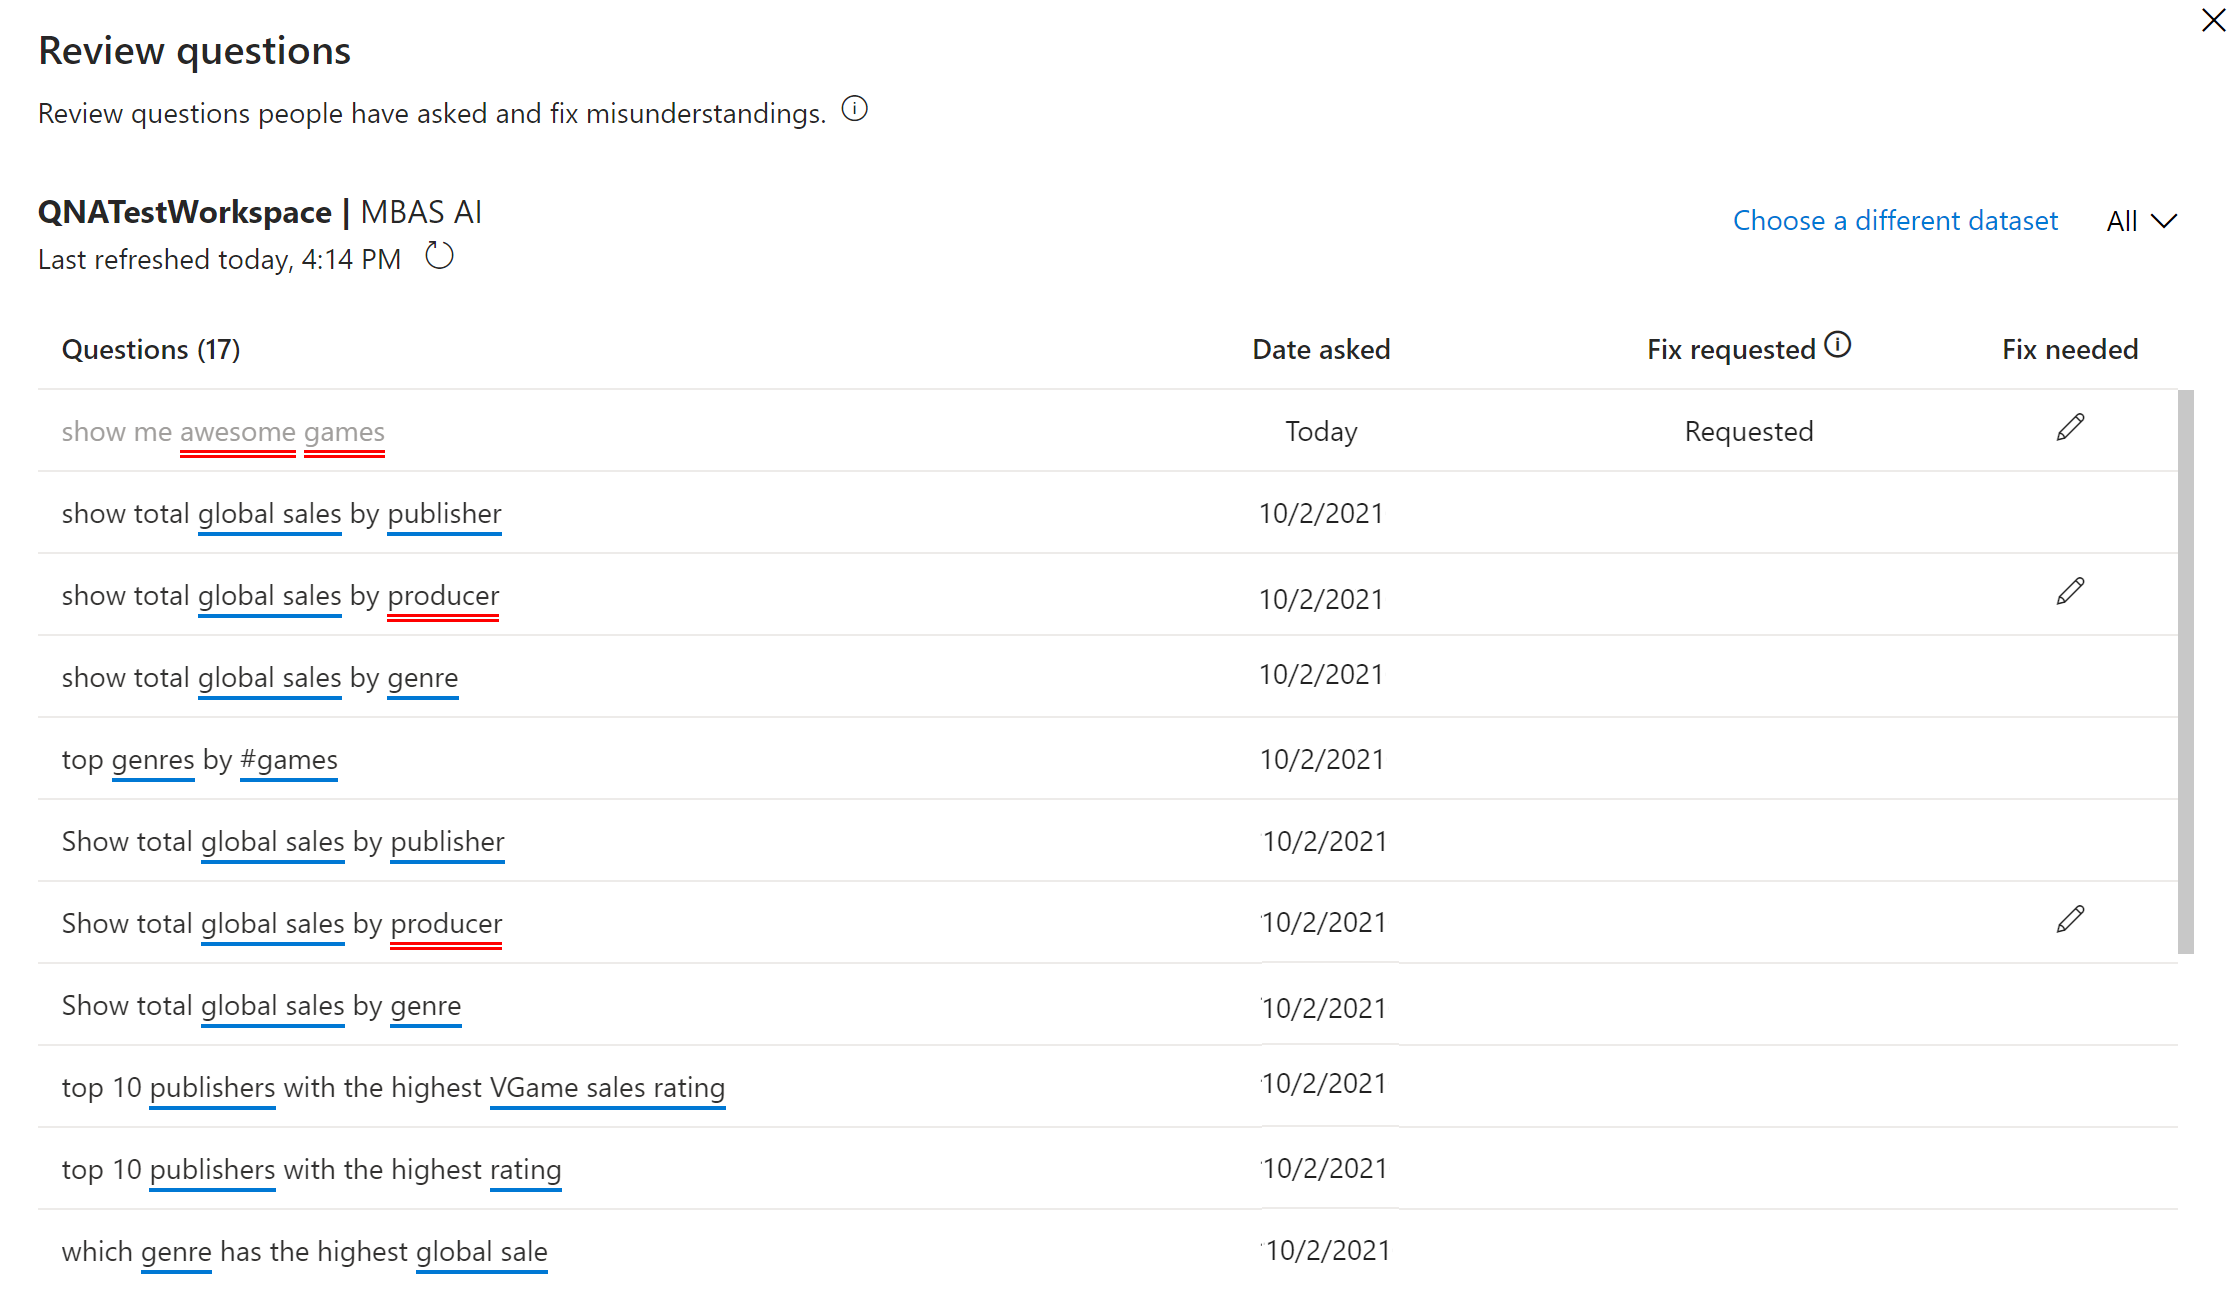 Review questions
Review questions people have asked and fix misunderstandings.
QNATestWorkspace | MBAS AI
Choose a different dataset All
Last refreshed today, 4:14 PM
Questions (17) Date asked Fix requested Fix needed
show me awesome games Today Requested
show total global sales by publisher 10/2/2021
show total global sales by producer 10/2/2021
show total global sales by genre 10/2/2021
top genres by #games 10/2/2021
Show total global sales by publisher 10/2/2021
Show total global sales by producer 10/2/2021
Show total global sales by genre 10/2/2021
top 10 publishers with the highest VGame sales rating 10/2/2021
top 10 publishers with the highest rating 10/2/2021
which genre has the highest global sale 10/2/2021